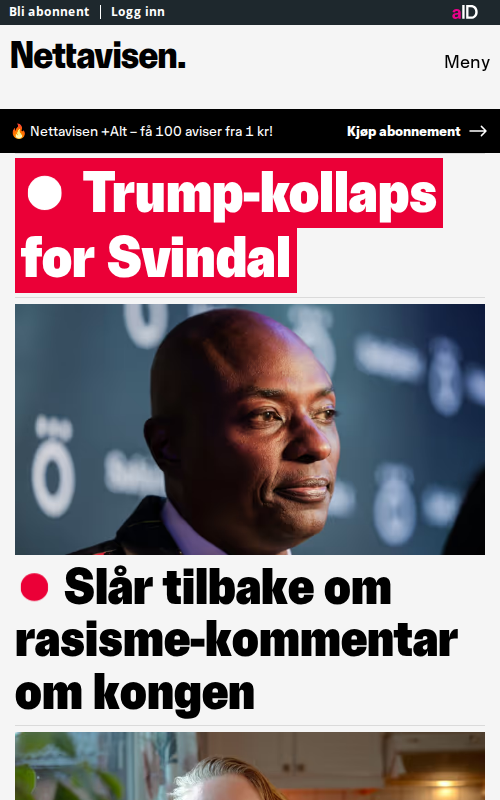 Bli abonnent | Logg inn
aID
Nettavisen.
Meny
🔥 Nettavisen +Alt – få 100 aviser fra 1 kr!
Kjøp abonnement →
● Trump-kollaps
for Svindal
● Slår tilbake om
rasisme-kommentar
om kongen